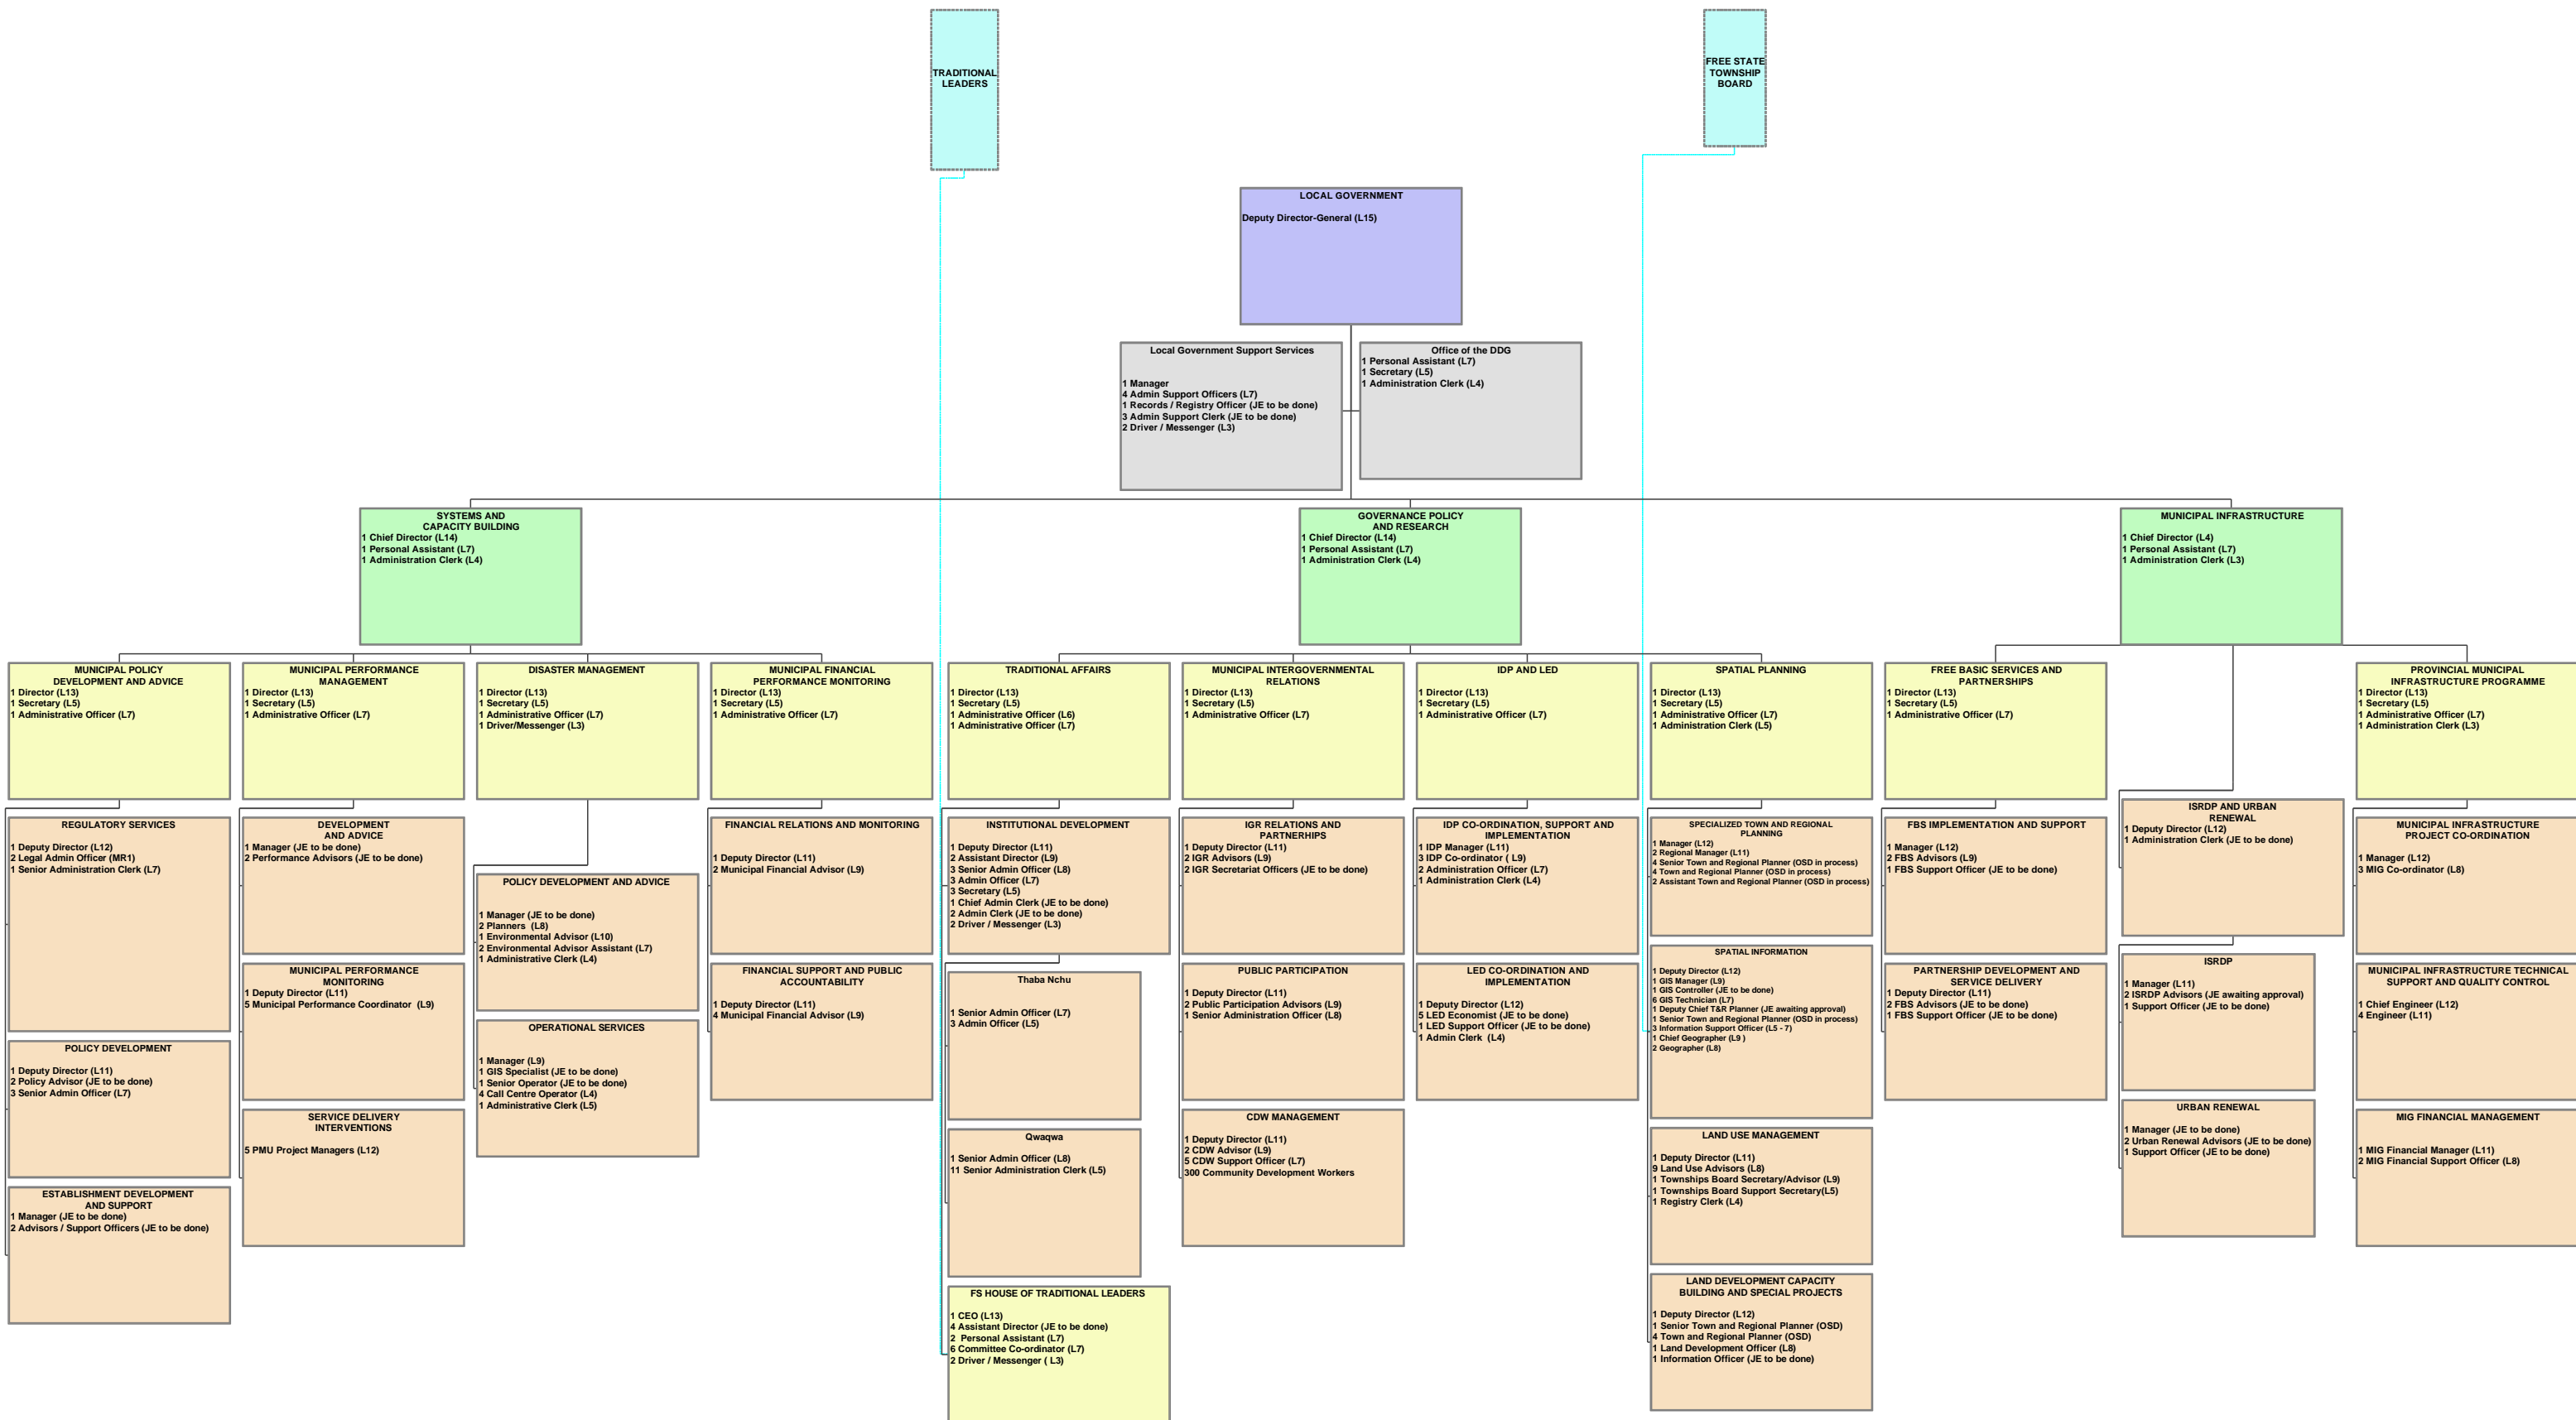 TRADITIONAL
LEADERS
FREE STATE
TOWNSHIP
BOARD
LOCAL GOVERNMENT
Deputy Director-General (L15)
Local Government Support Services
1 Manager
4 Admin Support Officers (L7)
1 Records / Registry Officer (JE to be done)
3 Admin Support Clerk (JE to be done)
2 Driver / Messenger (L3)
Office of the DDG
1 Personal Assistant (L7)
1 Secretary (L5)
1 Administration Clerk (L4)
SYSTEMS AND
CAPACITY BUILDING
1 Chief Director (L14)
1 Personal Assistant (L7)
1 Administration Clerk (L4)
GOVERNANCE POLICY
AND RESEARCH
1 Chief Director (L14)
1 Personal Assistant (L7)
1 Administration Clerk (L4)
MUNICIPAL INFRASTRUCTURE
1 Chief Director (L4)
1 Personal Assistant (L7)
1 Administration Clerk (L3)
MUNICIPAL POLICY
DEVELOPMENT AND ADVICE
1 Director (L13)
1 Secretary (L5)
1 Administrative Officer (L7)
MUNICIPAL PERFORMANCE
MANAGEMENT
1 Director (L13)
1 Secretary (L5)
1 Administrative Officer (L7)
DISASTER MANAGEMENT
1 Director (L13)
1 Secretary (L5)
1 Administrative Officer (L7)
1 Driver/Messenger (L3)
MUNICIPAL FINANCIAL
PERFORMANCE MONITORING
1 Director (L13)
1 Secretary (L5)
1 Administrative Officer (L7)
TRADITIONAL AFFAIRS
1 Director (L13)
1 Secretary (L5)
1 Administrative Officer (L6)
1 Administrative Officer (L7)
MUNICIPAL INTERGOVERNMENTAL
RELATIONS
1 Director (L13)
1 Secretary (L5)
1 Administrative Officer (L7)
IDP AND LED
1 Director (L13)
1 Secretary (L5)
1 Administrative Officer (L7)
SPATIAL PLANNING
1 Director (L13)
1 Secretary (L5)
1 Administrative Officer (L7)
1 Administration Clerk (L5)
FREE BASIC SERVICES AND
PARTNERSHIPS
1 Director (L13)
1 Secretary (L5)
1 Administrative Officer (L7)
PROVINCIAL MUNICIPAL
INFRASTRUCTURE PROGRAMME
1 Director (L13)
1 Secretary (L5)
1 Administrative Officer (L7)
1 Administration Clerk (L3)
REGULATORY SERVICES
1 Deputy Director (L12)
2 Legal Admin Officer (MR1)
1 Senior Administration Clerk (L7)
POLICY DEVELOPMENT
1 Deputy Director (L11)
2 Policy Advisor (JE to be done)
3 Senior Admin Officer (L7)
ESTABLISHMENT DEVELOPMENT
AND SUPPORT
1 Manager (JE to be done)
2 Advisors / Support Officers (JE to be done)
DEVELOPMENT
AND ADVICE
1 Manager (JE to be done)
2 Performance Advisors (JE to be done)
MUNICIPAL PERFORMANCE
MONITORING
1 Deputy Director (L11)
5 Municipal Performance Coordinator (L9)
SERVICE DELIVERY
INTERVENTIONS
5 PMU Project Managers (L12)
POLICY DEVELOPMENT AND ADVICE
1 Manager (JE to be done)
2 Planners (L8)
1 Environmental Advisor (L10)
2 Environmental Advisor Assistant (L7)
1 Administrative Clerk (L4)
OPERATIONAL SERVICES
1 Manager (L9)
1 GIS Specialist (JE to be done)
1 Senior Operator (JE to be done)
4 Call Centre Operator (L4)
1 Administrative Clerk (L5)
FINANCIAL RELATIONS AND MONITORING
1 Deputy Director (L11)
2 Municipal Financial Advisor (L9)
FINANCIAL SUPPORT AND PUBLIC
ACCOUNTABILITY
1 Deputy Director (L11)
4 Municipal Financial Advisor (L9)
INSTITUTIONAL DEVELOPMENT
1 Deputy Director (L11)
2 Assistant Director (L9)
3 Senior Admin Officer (L8)
3 Admin Officer (L7)
3 Secretary (L5)
1 Chief Admin Clerk (JE to be done)
2 Admin Clerk (JE to be done)
2 Driver / Messenger (L3)
Thaba Nchu
1 Senior Admin Officer (L7)
3 Admin Officer (L5)
Qwaqwa
1 Senior Admin Officer (L8)
11 Senior Administration Clerk (L5)
FS HOUSE OF TRADITIONAL LEADERS
1 CEO (L13)
4 Assistant Director (JE to be done)
2 Personal Assistant (L7)
6 Committee Co-ordinator (L7)
2 Driver / Messenger ( L3)
IGR RELATIONS AND
PARTNERHIPS
1 Deputy Director (L11)
2 IGR Advisors (L9)
2 IGR Secretariat Officers (JE to be done)
PUBLIC PARTICIPATION
1 Deputy Director (L11)
2 Public Participation Advisors (L9)
1 Senior Administration Officer (L8)
CDW MANAGEMENT
1 Deputy Director (L11)
2 CDW Advisor (L9)
5 CDW Support Officer (L7)
300 Community Development Workers
IDP CO-ORDINATION, SUPPORT AND
IMPLEMENTATION
1 IDP Manager (L11)
3 IDP Co-ordinator ( L9)
2 Administration Officer (L7)
1 Administration Clerk (L4)
LED CO-ORDINATION AND
IMPLEMENTATION
1 Deputy Director (L12)
5 LED Economist (JE to be done)
1 LED Support Officer (JE to be done)
1 Admin Clerk (L4)
SPECIALIZED TOWN AND REGIONAL
PLANNING
1 Manager (L12)
2 Regional Manager (L11)
4 Senior Town and Regional Planner (OSD in process)
4 Town and Regional Planner (OSD in process)
2 Assistant Town and Regional Planner (OSD in process)
SPATIAL INFORMATION
1 Deputy Director (L12)
1 GIS Manager (L9)
1 GIS Controller (JE to be done)
6 GIS Technician (L7)
1 Deputy Chief T&R Planner (JE awaiting approval)
1 Senior Town and Regional Planner (OSD in process)
3 Information Support Officer (L5 - 7)
1 Chief Geographer (L9 )
2 Geographer (L8)
LAND USE MANAGEMENT
1 Deputy Director (L11)
9 Land Use Advisors (L8)
1 Townships Board Secretary/Advisor (L9)
1 Townships Board Support Secretary(L5)
1 Registry Clerk (L4)
LAND DEVELOPMENT CAPACITY
BUILDING AND SPECIAL PROJECTS
1 Deputy Director (L12)
1 Senior Town and Regional Planner (OSD)
4 Town and Regional Planner (OSD)
1 Land Development Officer (L8)
1 Information Officer (JE to be done)
FBS IMPLEMENTATION AND SUPPORT
1 Manager (L12)
2 FBS Advisors (L9)
1 FBS Support Officer (JE to be done)
PARTNERSHIP DEVELOPMENT AND
SERVICE DELIVERY
1 Deputy Director (L11)
2 FBS Advisors (JE to be done)
1 FBS Support Officer (JE to be done)
ISRDP AND URBAN
RENEWAL
1 Deputy Director (L12)
1 Administration Clerk (JE to be done)
ISRDP
1 Manager (L11)
2 ISRDP Advisors (JE awaiting approval)
1 Support Officer (JE to be done)
URBAN RENEWAL
1 Manager (JE to be done)
2 Urban Renewal Advisors (JE to be done)
1 Support Officer (JE to be done)
MUNICIPAL INFRASTRUCTURE
PROJECT CO-ORDINATION
1 Manager (L12)
3 MIG Co-ordinator (L8)
MUNICIPAL INFRASTRUCTURE TECHNICAL
SUPPORT AND QUALITY CONTROL
1 Chief Engineer (L12)
4 Engineer (L11)
MIG FINANCIAL MANAGEMENT
1 MIG Financial Manager (L11)
2 MIG Financial Support Officer (L8)